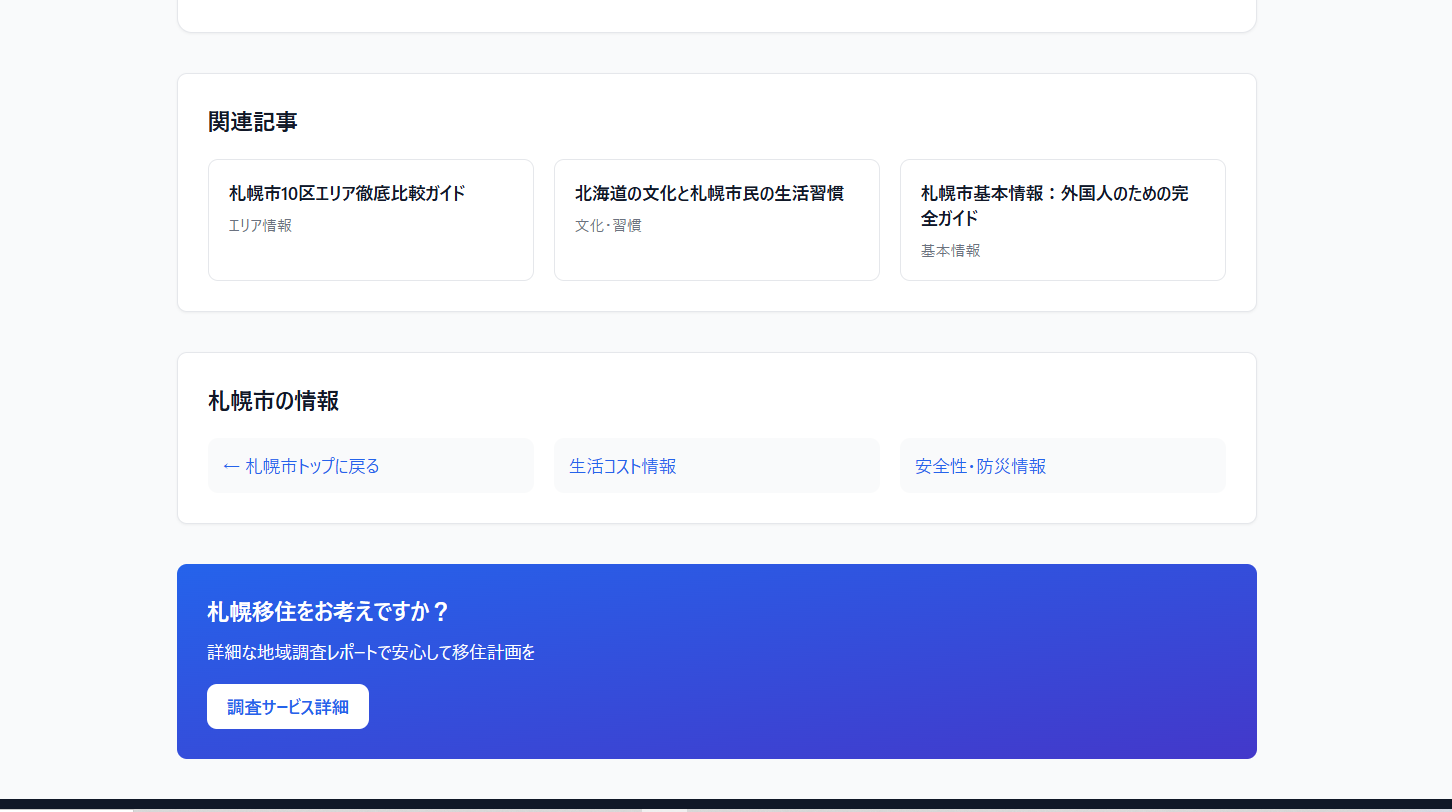 関連記事
札幌市10区エリア徹底比較ガイド
エリア情報
北海道の文化と札幌市民の生活習慣
文化・習慣
札幌市基本情報：外国人のための完
全ガイド
基本情報
札幌市の情報
← 札幌市トップに戻る
生活コスト情報
安全性・防災情報
札幌移住をお考えですか？
詳細な地域調査レポートで安心して移住計画を
調査サービス詳細